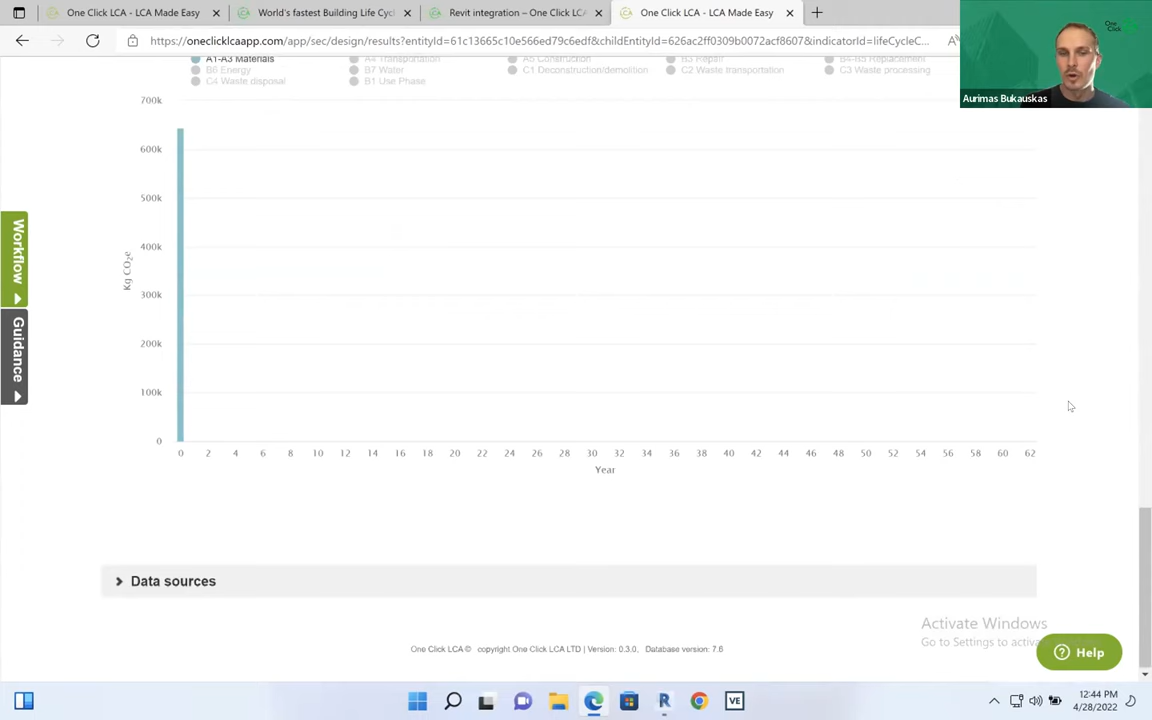 One Click LCA - LCA Made Easy
World's fastest Building Life Cycl
Revit integration – One Click LCA
One Click LCA - LCA Made Easy
https://oneclicklcaapp.com/app/sec/design/results?entityId=61c13665c10e566ed79c6edf&childEntityId=626ac2ff0309b0072acf8607&indicatorId=lifeCycleC...
One Click
Aurimas Bukauskas
A1-A3 Materials
A4 Transportation
A5 Construction
B3 Repair
B4-B5 Replacement
B6 Energy
B7 Water
C1 Deconstruction/demolition
C2 Waste transportation
C3 Waste processing
C4 Waste disposal
B1 Use Phase
700k
600k
500k
400k
300k
200k
100k
0
Kg CO2e
0 2 4 6 8 10 12 14 16 18 20 22 24 26 28 30 32 34 36 38 40 42 44 46 48 50 52 54 56 58 60 62
Year
Workflow
Guidance
Data sources
Activate Windows
Go to Settings to activa
Help
One Click LCA © copyright One Click LCA LTD | Version: 0.3.0, Database version: 7.6
R
VE
12:44 PM
4/28/2022